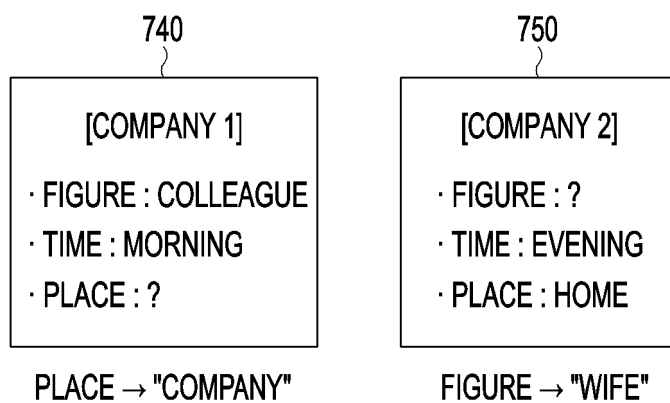 740
[COMPANY 1]
· FIGURE : COLLEAGUE
· TIME : MORNING
· PLACE : ?
PLACE → "COMPANY"
750
[COMPANY 2]
· FIGURE : ?
· TIME : EVENING
· PLACE : HOME
FIGURE → "WIFE"